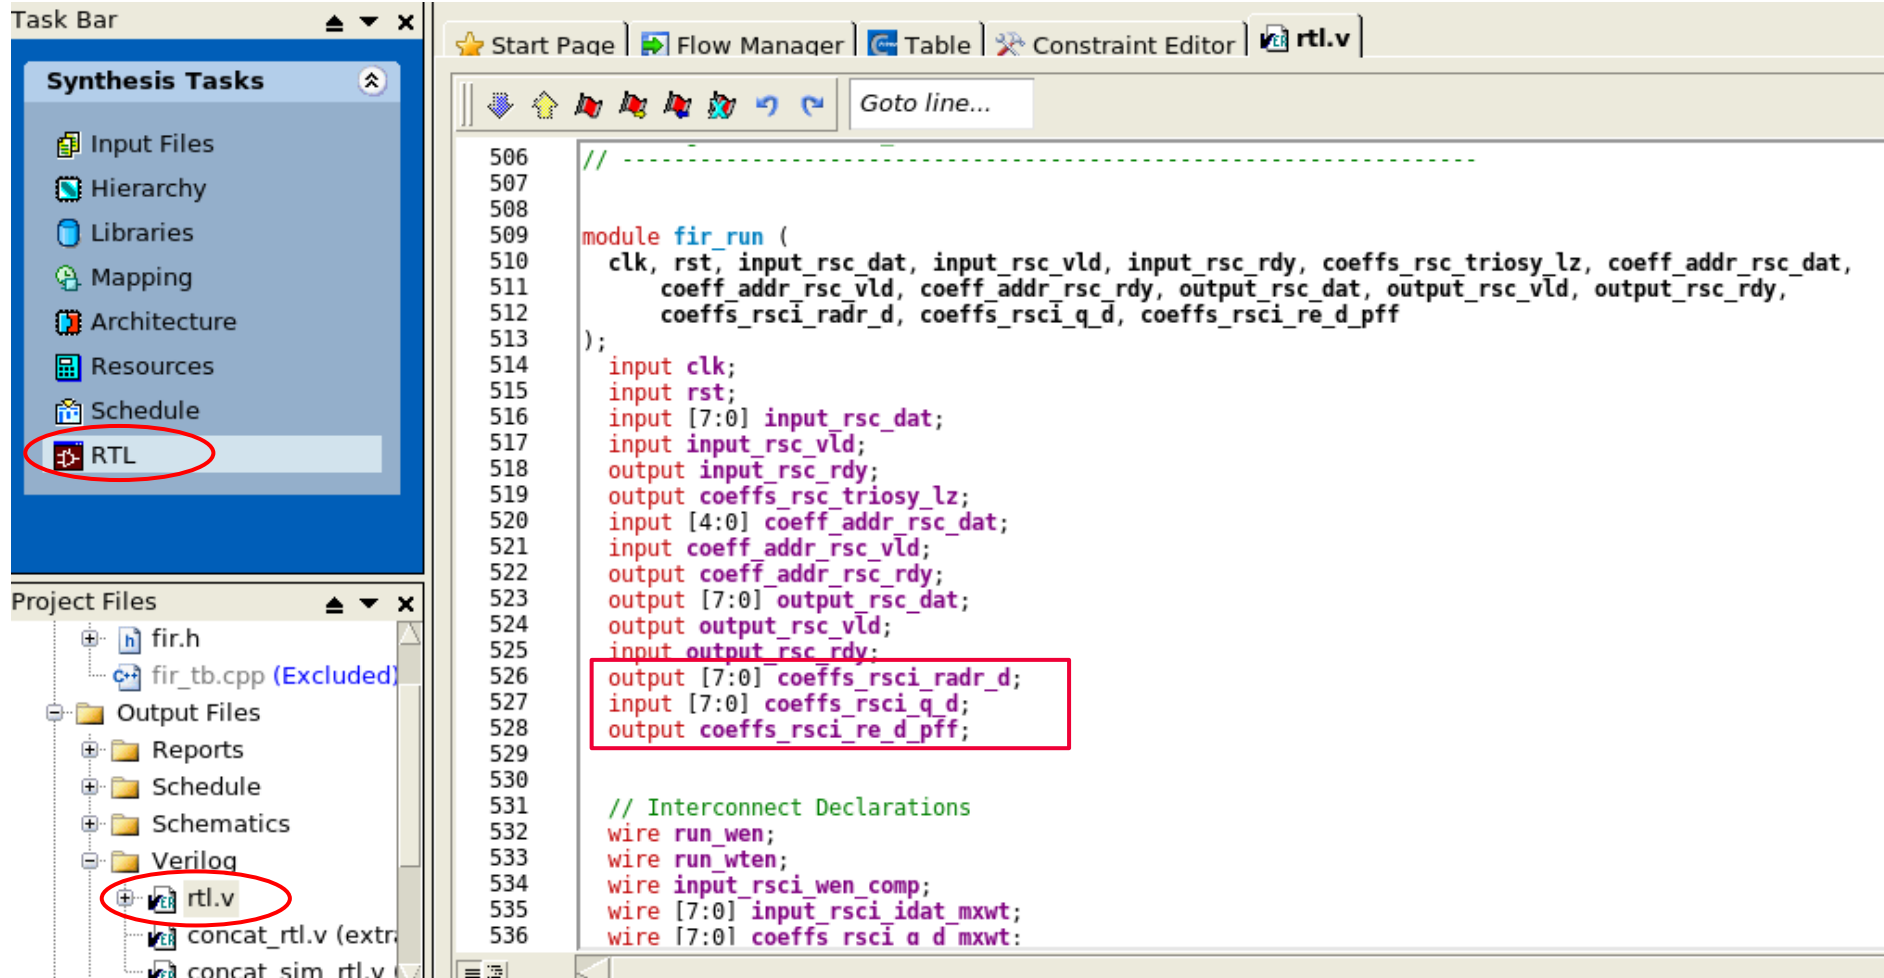 Task Bar
Synthesis Tasks
Input Files
Hierarchy
Libraries
Mapping
Architecture
Resources
Schedule
RTL
Project Files
fir.h
fir_tb.cpp (Excluded)
Output Files
Reports
Schedule
Schematics
Verilog
rtl.v
concat_rtl.v (extr
concat_sim_rtl.v
Start Page
Flow Manager
Table
Constraint Editor
rtl.v
Goto line...
506 // ------------------------------------------------------------------
507
508
509 module fir_run (
510 clk, rst, input_rsc_dat, input_rsc_vld, input_rsc_rdy, coeffs_rsc_triosy_lz, coeff_addr_rsc_dat,
511 coeff_addr_rsc_vld, coeff_addr_rsc_rdy, output_rsc_dat, output_rsc_vld, output_rsc_rdy,
512 coeffs_rsci_radr_d, coeffs_rsci_q_d, coeffs_rsci_re_d_pff
513 );
514 input clk;
515 input rst;
516 input [7:0] input_rsc_dat;
517 input input_rsc_vld;
518 output input_rsc_rdy;
519 output coeffs_rsc_triosy_lz;
520 input [4:0] coeff_addr_rsc_dat;
521 input coeff_addr_rsc_vld;
522 output coeff_addr_rsc_rdy;
523 output [7:0] output_rsc_dat;
524 output output_rsc_vld;
525 input output_rsc_rdy;
526 output [7:0] coeffs_rsci_radr_d;
527 input [7:0] coeffs_rsci_q_d;
528 output coeffs_rsci_re_d_pff;
529
530
531 // Interconnect Declarations
532 wire run_wen;
533 wire run_wten;
534 wire input_rsci_wen_comp;
535 wire [7:0] input_rsci_idat_mxwt;
536 wire [7:0] coeffs_rsci_q_d_mxwt;